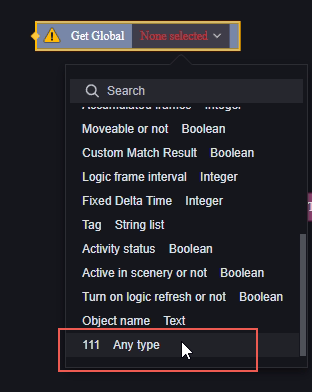 Get Global None selected
Search
Accumulated frames Integer
Moveable or not Boolean
Custom Match Result Boolean
Logic frame interval Integer
Fixed Delta Time Integer
Tag String list
Activity status Boolean
Active in scenery or not Boolean
Turn on logic refresh or not Boolean
Object name Text
111 Any type